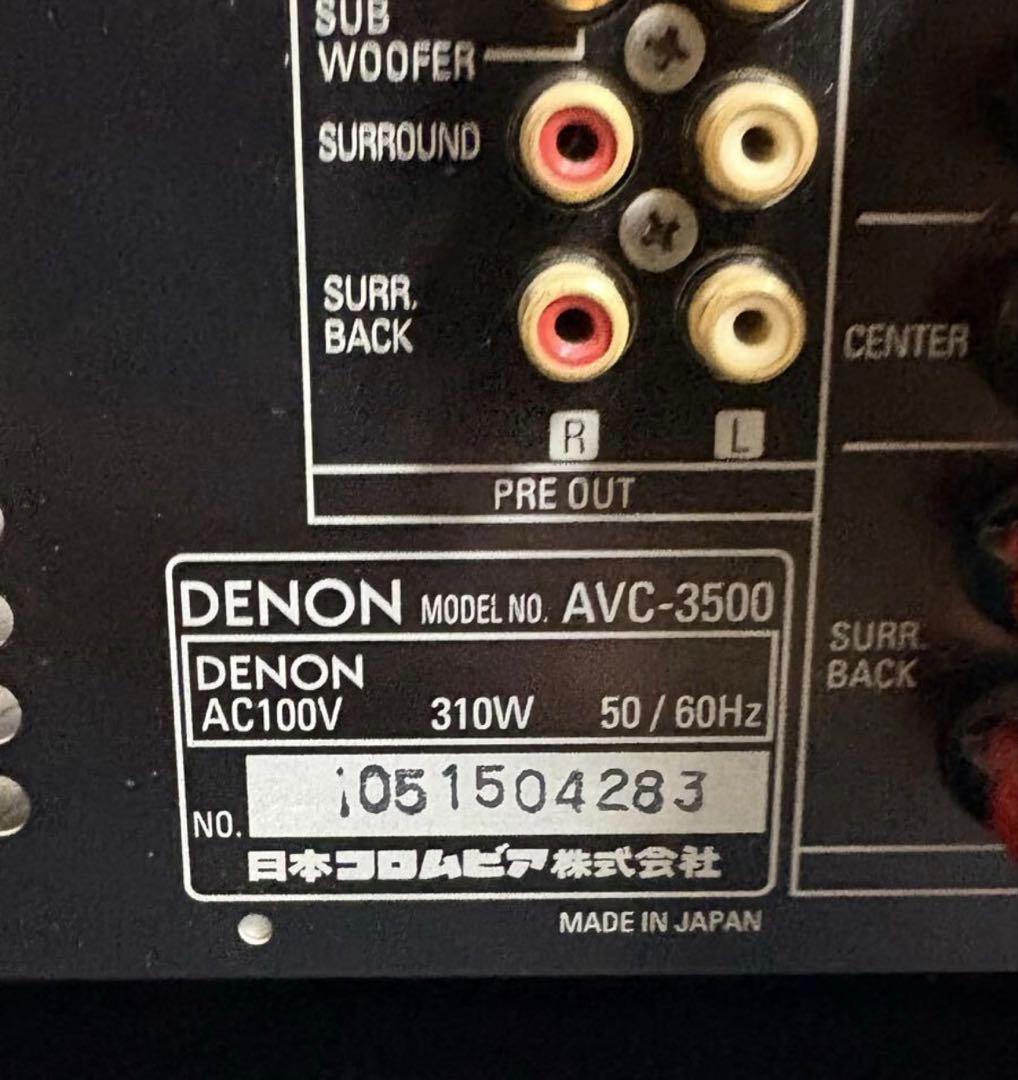 SUB
WOOFER
SURROUND
SURR.
BACK
R L
PRE OUT
CENTER
SURR.
BACK
DENON MODEL NO. AVC-3500
DENON
AC100V 310W 50 / 60Hz
NO. 1051504283
日本コロムビア株式会社
MADE IN JAPAN